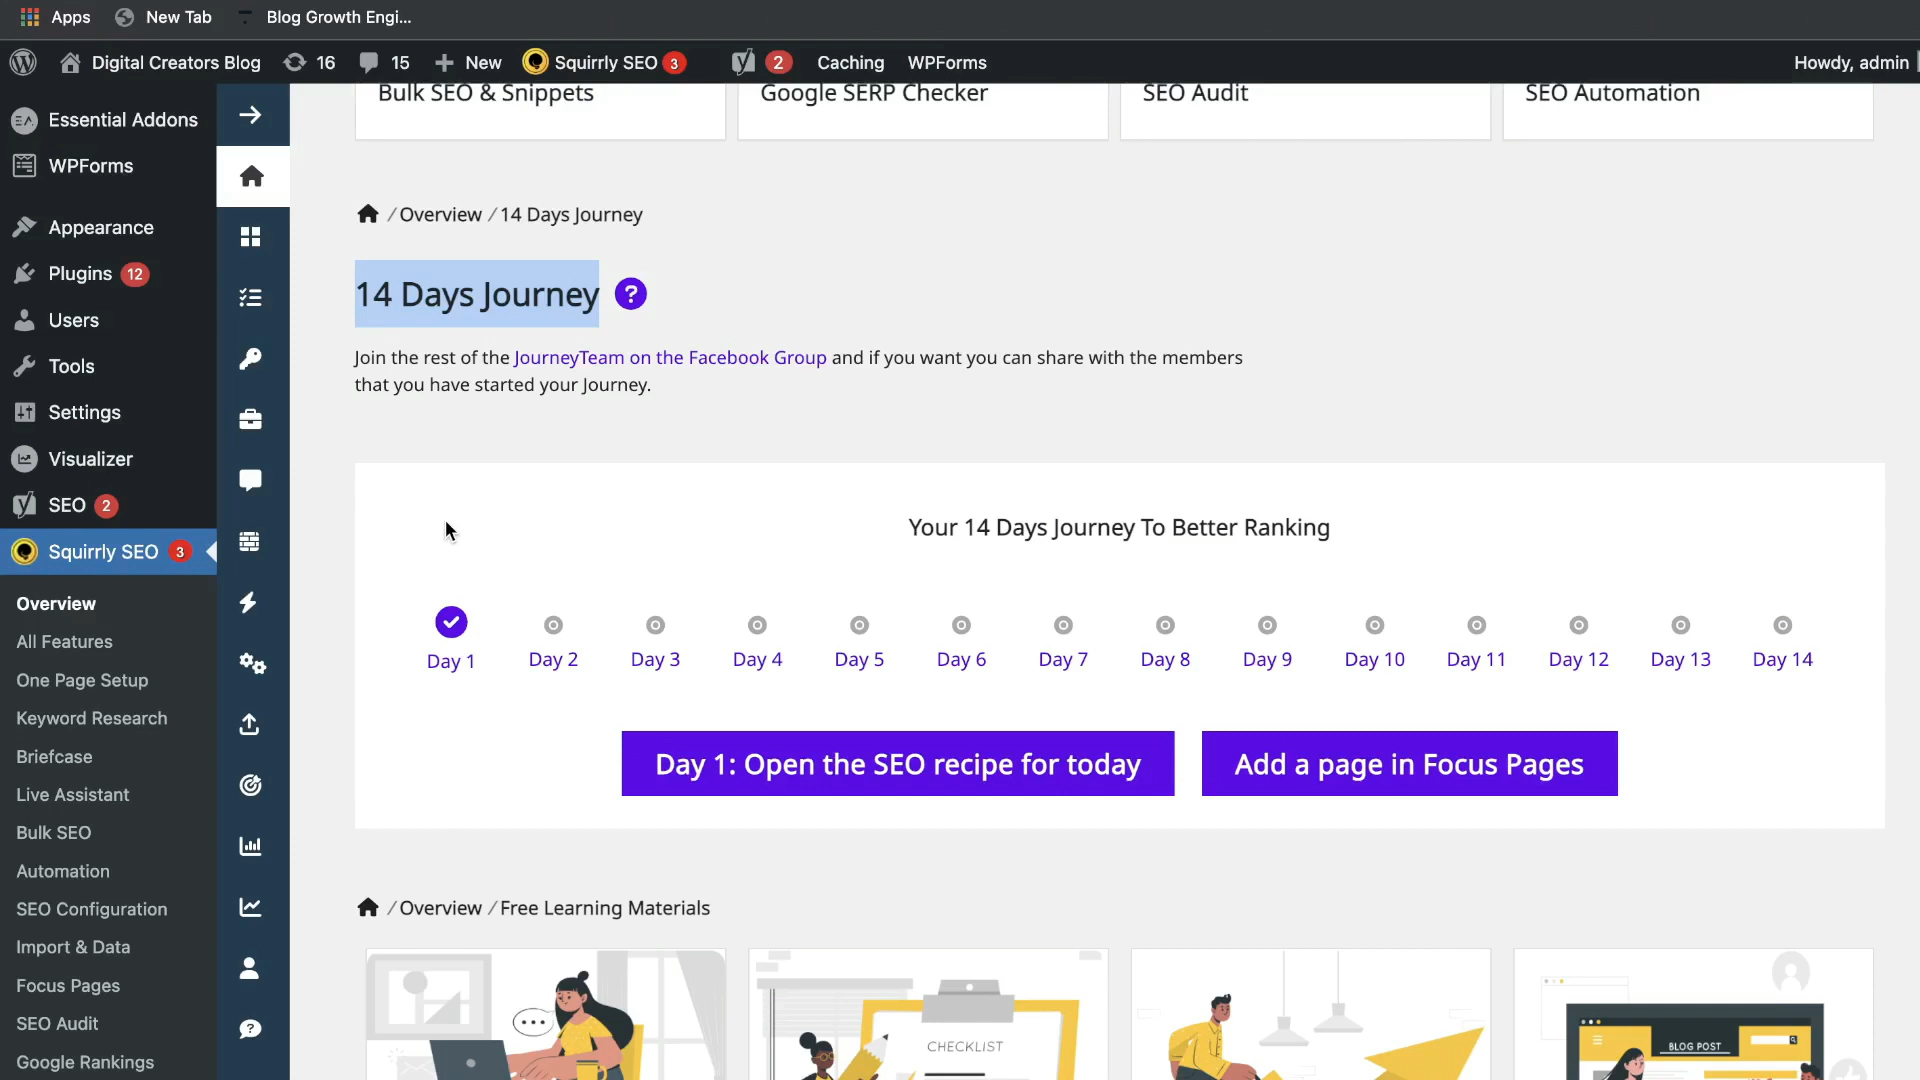 Apps New Tab Blog Growth Engi...
Digital Creators Blog 16 15 New Squirrly SEO 3 2 Caching WPForms Howdy, admin
Essential Addons
WPForms
Appearance
Plugins 12
Users
Tools
Settings
Visualizer
SEO 2
Squirrly SEO 3
Overview
All Features
One Page Setup
Keyword Research
Briefcase
Live Assistant
Bulk SEO
Automation
SEO Configuration
Import & Data
Focus Pages
SEO Audit
Google Rankings
Bulk SEO & Snippets Google SERP Checker SEO Audit SEO Automation
/ Overview / 14 Days Journey
14 Days Journey ?
Join the rest of the JourneyTeam on the Facebook Group and if you want you can share with the members
that you have started your Journey.
Your 14 Days Journey To Better Ranking
Day 1 Day 2 Day 3 Day 4 Day 5 Day 6 Day 7 Day 8 Day 9 Day 10 Day 11 Day 12 Day 13 Day 14
Day 1: Open the SEO recipe for today Add a page in Focus Pages
/ Overview / Free Learning Materials
CHECKLIST
BLOG POST